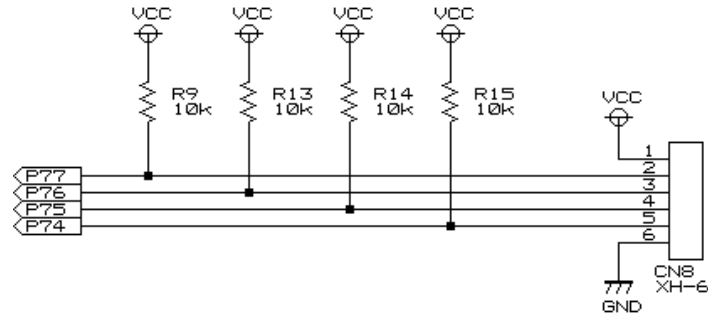 VCC VCC VCC VCC
R9 R13 R14 R15
10k 10k 10k 10k
VCC
1
P77 2
P76 3
P75 4
P74 5
6
CN8
XH-6
GND